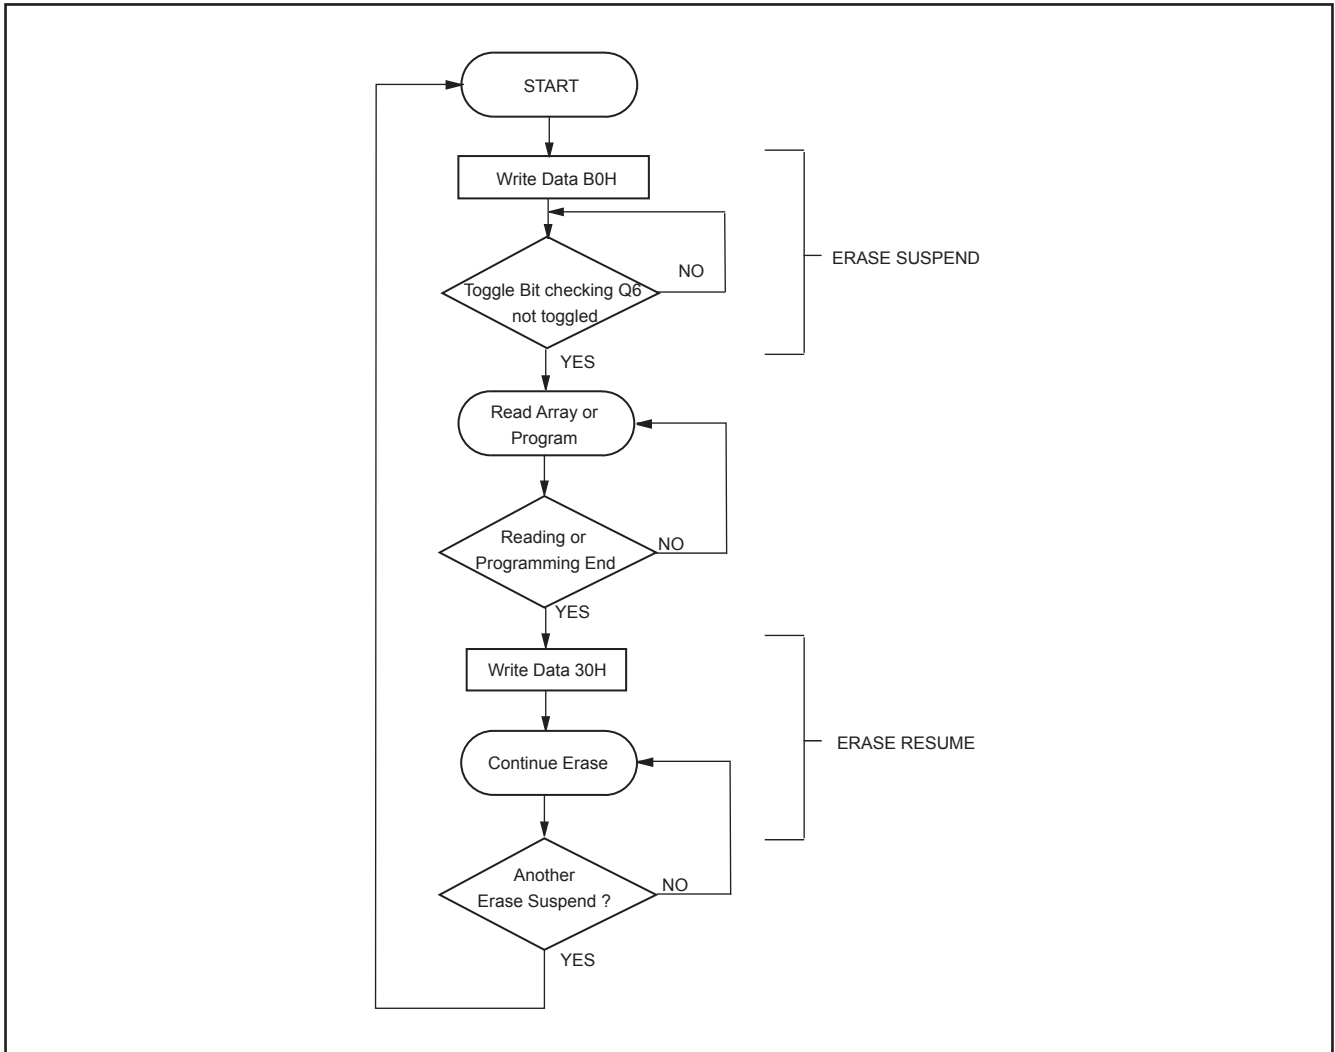 START
Write Data B0H
ERASE SUSPEND
NO
Toggle Bit checking Q6
not toggled
YES
Read Array or
Program
Reading or
Programming End
NO
YES
Write Data 30H
ERASE RESUME
Continue Erase
Another
Erase Suspend ?
NO
YES